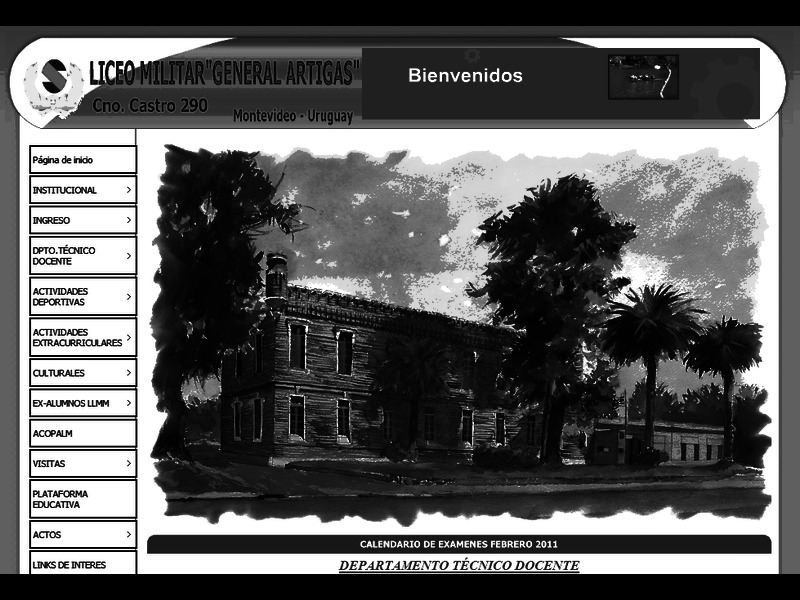 LICEO MILITAR"GENERAL ARTIGAS"
Cno. Castro 290
Montevideo - Uruguay
Bienvenidos
Página de inicio
INSTITUCIONAL
INGRESO
DPTO.TÉCNICO
DOCENTE
ACTIVIDADES
DEPORTIVAS
ACTIVIDADES
EXTRACURRICULARES
CULTURALES
EX-ALUMNOS LLMM
ACOPALM
VISITAS
PLATAFORMA
EDUCATIVA
ACTOS
LINKS DE INTERES
CALENDARIO DE EXAMENES FEBRERO 2011
DEPARTAMENTO TÉCNICO DOCENTE